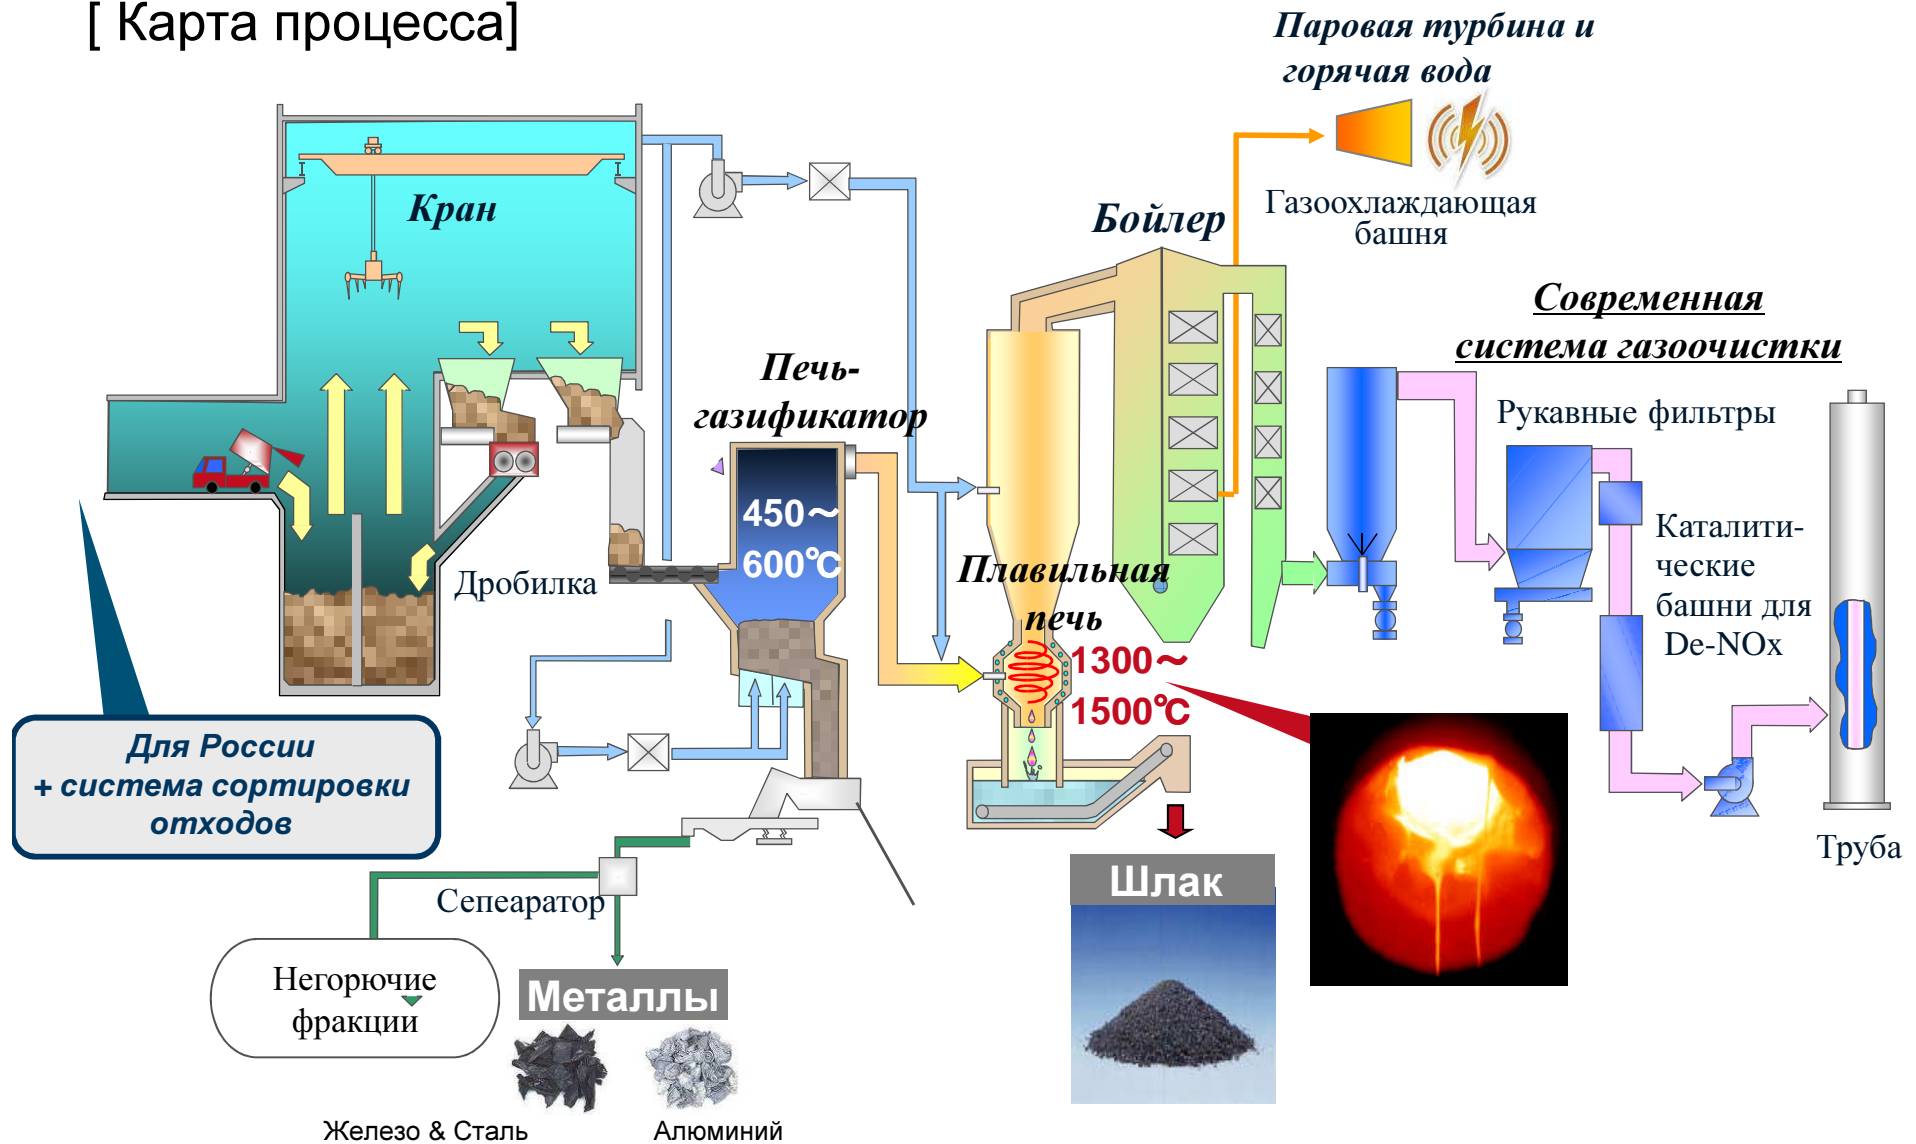 [ Карта процесса]
Паровая турбина и
горячая вода
Кран
Бойлер
Газоохлаждающая
башня
Современная
система газоочистки
Печь-
газификатор
Рукавные фильтры
450～
600℃
Каталити-
ческие
башни для
De-NOx
Дробилка
Плавильная
печь
1300～
1500℃
Для России
+ система сортировки
отходов
Труба
Сепеаратор
Шлак
Негорючие
фракции
Металлы
Железо & Сталь
Алюминий